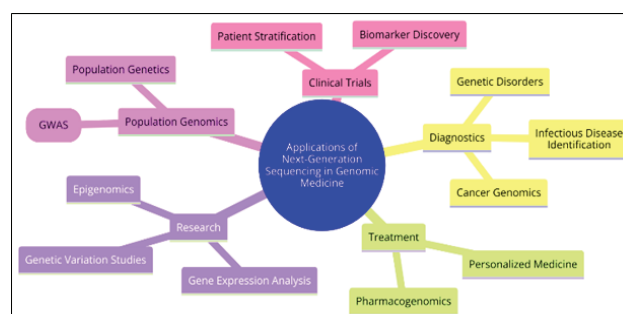 Patient Stratification
Biomarker Discovery
Clinical Trials
Population Genetics
GWAS
Population Genomics
Genetic Disorders
Diagnostics
Infectious Disease
Identification
Cancer Genomics
Applications of
Next-Generation
Sequencing in Genomic
Medicine
Epigenomics
Research
Genetic Variation Studies
Gene Expression Analysis
Treatment
Personalized Medicine
Pharmacogenomics